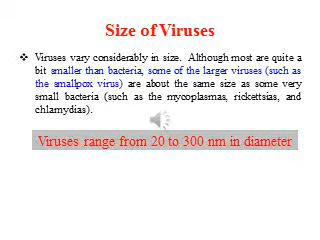 Size of Viruses
❖ Viruses vary considerably in size. Although most are quite a
bit smaller than bacteria, some of the larger viruses (such as
the smallpox virus) are about the same size as some very
small bacteria (such as the mycoplasmas, rickettsias, and
chlamydias).
Viruses range from 20 to 300 nm in diameter